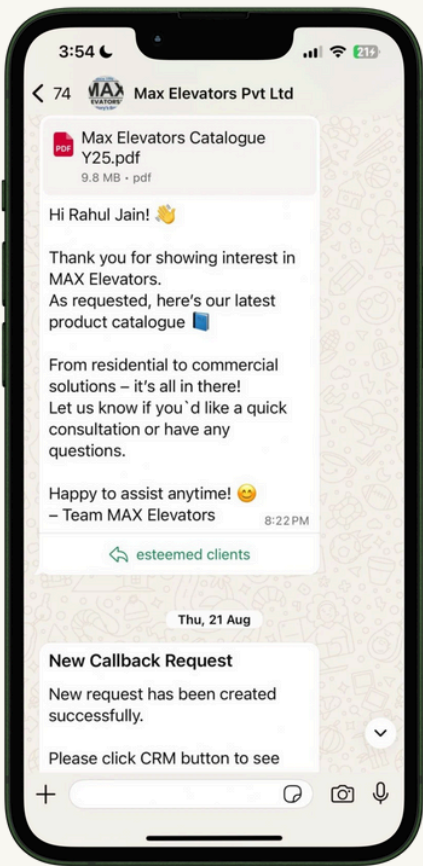 3:54
21
74
MAX
EVATORS
Max Elevators Pvt Ltd
PDF
Max Elevators Catalogue
Y25.pdf
9.8 MB • pdf
Hi Rahul Jain! 👋
Thank you for showing interest in
MAX Elevators.
As requested, here's our latest
product catalogue 📘
From residential to commercial
solutions – it's all in there!
Let us know if you`d like a quick
consultation or have any
questions.
Happy to assist anytime! 😊
– Team MAX Elevators
8:22 PM
esteemed clients
Thu, 21 Aug
New Callback Request
New request has been created
successfully.
Please click CRM button to see